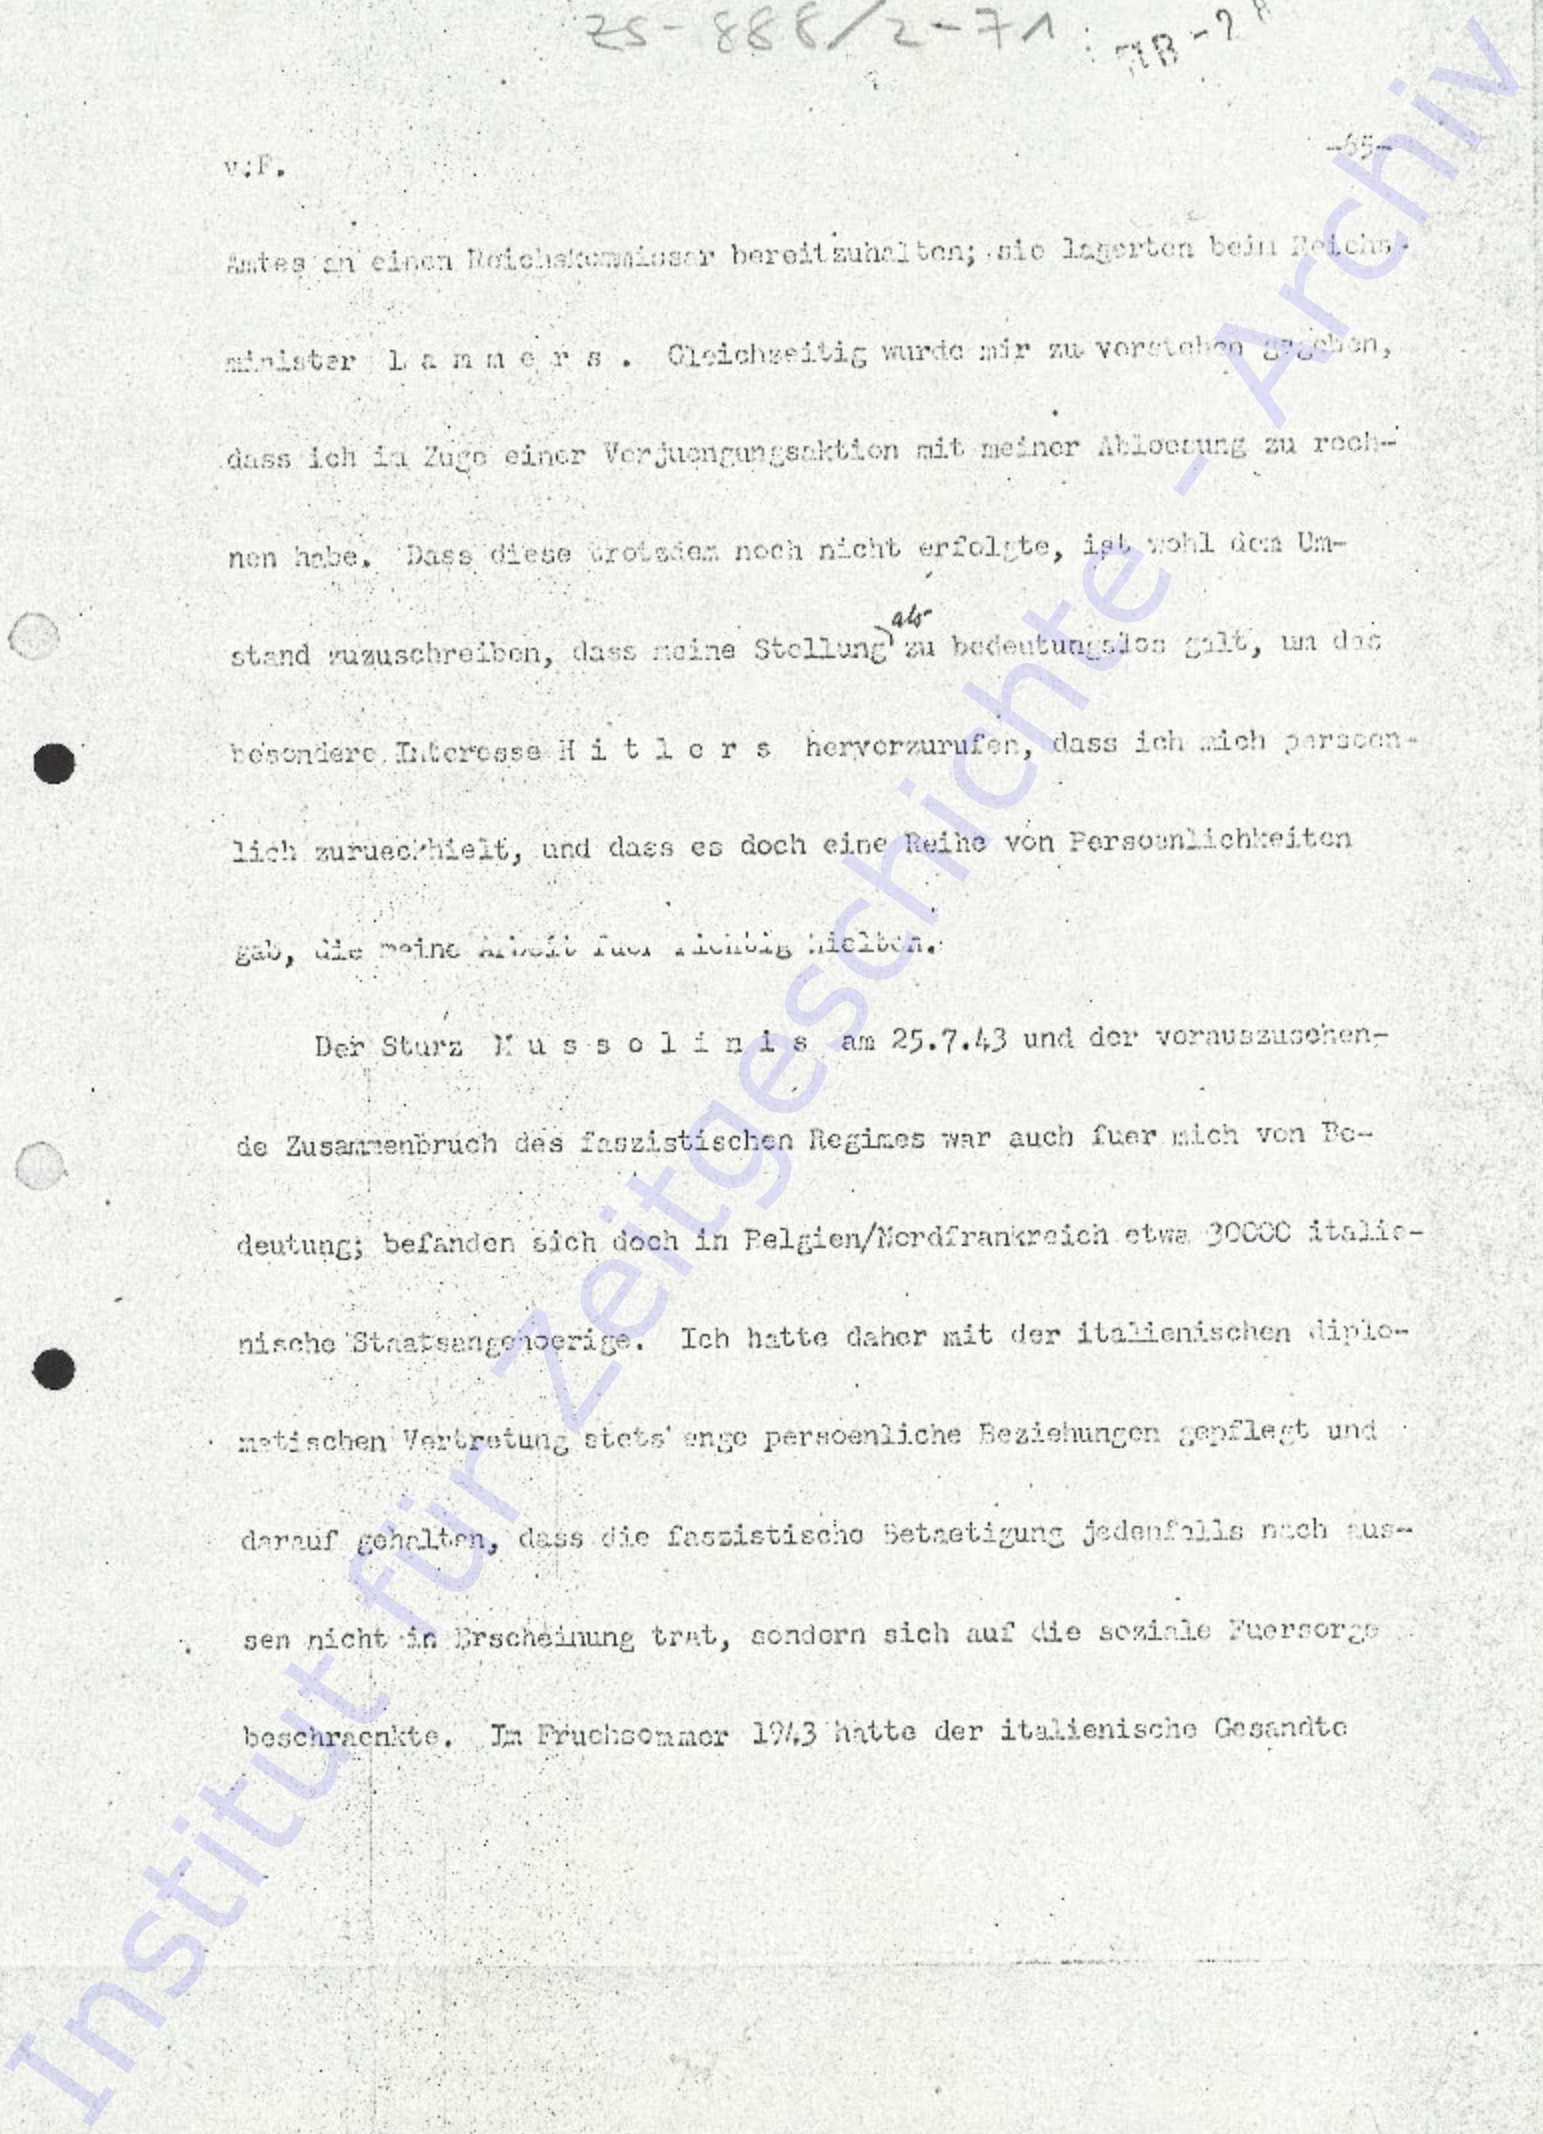 ZS-888/2-71
-65-
v.F.
Amtes an einen Reichskommissar bereitzuhalten; sie lagerten beim Reichs-
minister L a m m e r s . Gleichzeitig wurde mir zu verstehen gegeben,
dass ich im Zuge einer Verjuengungsaktion mit meiner Abloesung zu rech-
nen habe. Dass diese trotzdem noch nicht erfolgte, ist wohl dem Um-
stand zuzuschreiben, dass meine Stellung als zu bedeutungslos galt, um das
besondere Interesse H i t l e r s hervorzurufen, dass ich mich persoen-
lich zurueckhielt, und dass es doch eine Reihe von Persoenlichkeiten
gab, die meine Arbeit fuer richtig hielten.
Der Sturz M u s s o l i n i s am 25.7.43 und der vorauszusehen-
de Zusammenbruch des faszistischen Regimes war auch fuer mich von Be-
deutung; befanden sich doch in Belgien/Nordfrankreich etwa 30000 italie-
nische Staatsangehoerige. Ich hatte daher mit der italienischen diplo-
matischen Vertretung stets enge persoenliche Beziehungen gepflegt und
darauf gehalten, dass die faszistische Betaetigung jedenfalls nach aus-
sen nicht in Erscheinung trat, sondern sich auf die soziale Fuersorge
beschraenkte. Im Fruehsommer 1943 hatte der italienische Gesandte
Institut für Zeitgeschichte - Archiv